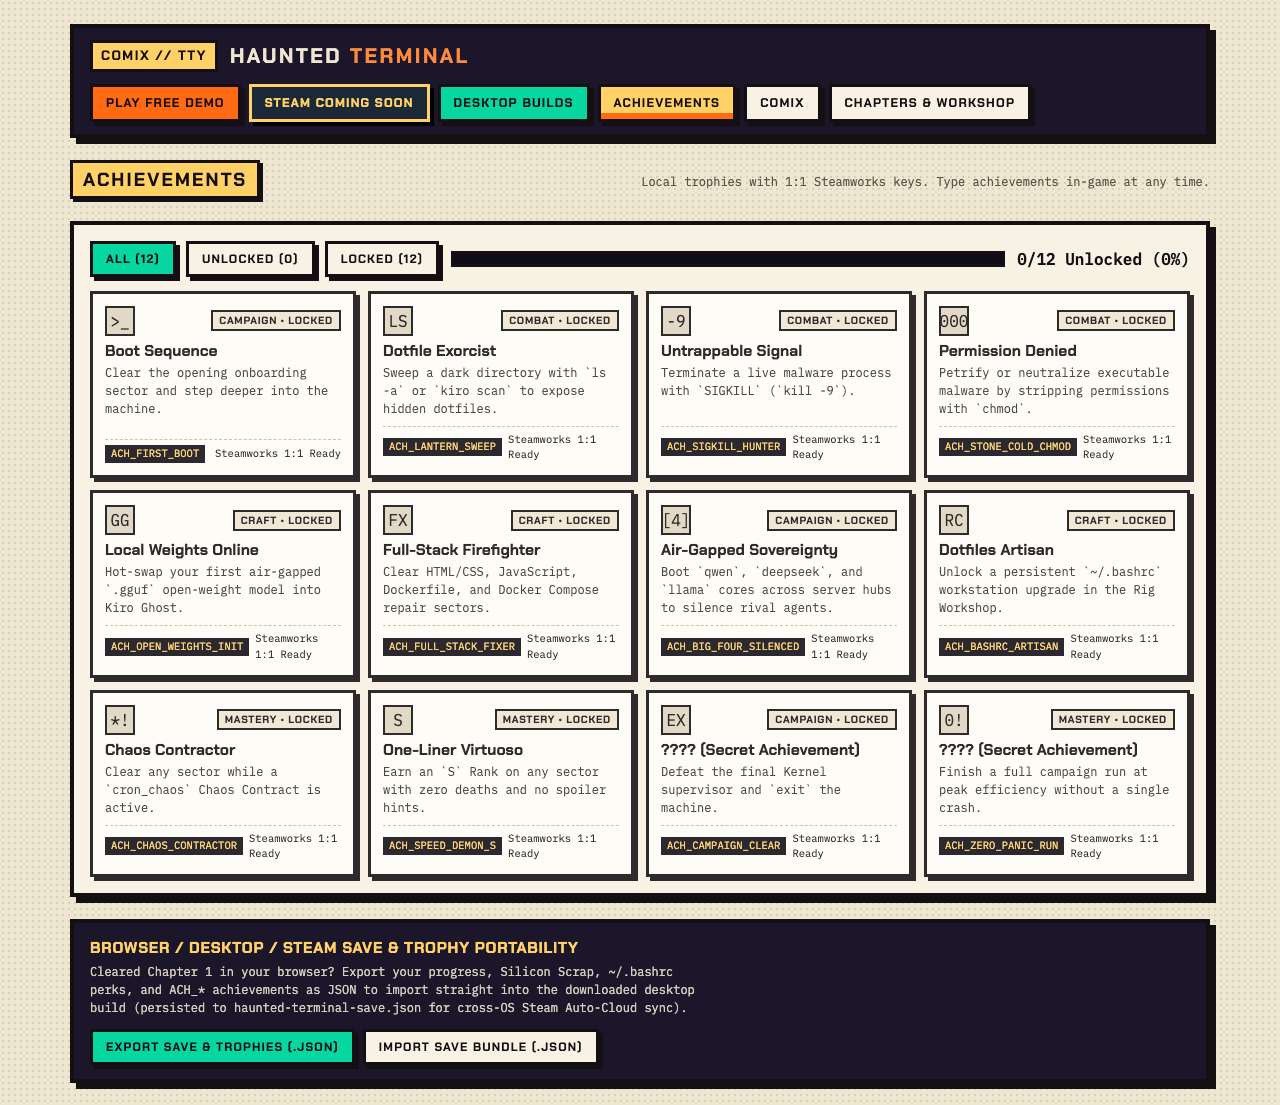 COMIX // TTY HAUNTED TERMINAL
PLAY FREE DEMO STEAM COMING SOON DESKTOP BUILDS ACHIEVEMENTS COMIX CHAPTERS & WORKSHOP
ACHIEVEMENTS
Local trophies with 1:1 Steamworks keys. Type achievements in-game at any time.
ALL (12) UNLOCKED (0) LOCKED (12) 0/12 Unlocked (0%)
>_ CAMPAIGN • LOCKED
Boot Sequence
Clear the opening onboarding
sector and step deeper into the
machine.
ACH_FIRST_BOOT Steamworks 1:1 Ready
LS COMBAT • LOCKED
Dotfile Exorcist
Sweep a dark directory with `ls
-a` or `kiro scan` to expose
hidden dotfiles.
ACH_LANTERN_SWEEP Steamworks 1:1
Ready
-9 COMBAT • LOCKED
Untrappable Signal
Terminate a live malware process
with `SIGKILL` (`kill -9`).
ACH_SIGKILL_HUNTER Steamworks 1:1
Ready
000 COMBAT • LOCKED
Permission Denied
Petrify or neutralize executable
malware by stripping permissions
with `chmod`.
ACH_STONE_COLD_CHMOD Steamworks 1:1
Ready
GG CRAFT • LOCKED
Local Weights Online
Hot-swap your first air-gapped
`.gguf` open-weight model into
Kiro Ghost.
ACH_OPEN_WEIGHTS_INIT Steamworks
1:1 Ready
FX CRAFT • LOCKED
Full-Stack Firefighter
Clear HTML/CSS, JavaScript,
Dockerfile, and Docker Compose
repair sectors.
ACH_FULL_STACK_FIXER Steamworks 1:1
Ready
[4] CAMPAIGN • LOCKED
Air-Gapped Sovereignty
Boot `qwen`, `deepseek`, and
`llama` cores across server hubs
to silence rival agents.
ACH_BIG_FOUR_SILENCED Steamworks
1:1 Ready
RC CRAFT • LOCKED
Dotfiles Artisan
Unlock a persistent `~/.bashrc`
workstation upgrade in the Rig
Workshop.
ACH_BASHRC_ARTISAN Steamworks 1:1
Ready
*! MASTERY • LOCKED
Chaos Contractor
Clear any sector while a
`cron_chaos` Chaos Contract is
active.
ACH_CHAOS_CONTRACTOR Steamworks 1:1
Ready
S MASTERY • LOCKED
One-Liner Virtuoso
Earn an `S` Rank on any sector
with zero deaths and no spoiler
hints.
ACH_SPEED_DEMON_S Steamworks 1:1
Ready
EX CAMPAIGN • LOCKED
???? (Secret Achievement)
Defeat the final Kernel
supervisor and `exit` the
machine.
ACH_CAMPAIGN_CLEAR Steamworks 1:1
Ready
0! MASTERY • LOCKED
???? (Secret Achievement)
Finish a full campaign run at
peak efficiency without a single
crash.
ACH_ZERO_PANIC_RUN Steamworks 1:1
Ready
BROWSER / DESKTOP / STEAM SAVE & TROPHY PORTABILITY
Cleared Chapter 1 in your browser? Export your progress, Silicon Scrap, ~/.bashrc
perks, and ACH_* achievements as JSON to import straight into the downloaded desktop
build (persisted to haunted-terminal-save.json for cross-OS Steam Auto-Cloud sync).
EXPORT SAVE & TROPHIES (.JSON) IMPORT SAVE BUNDLE (.JSON)